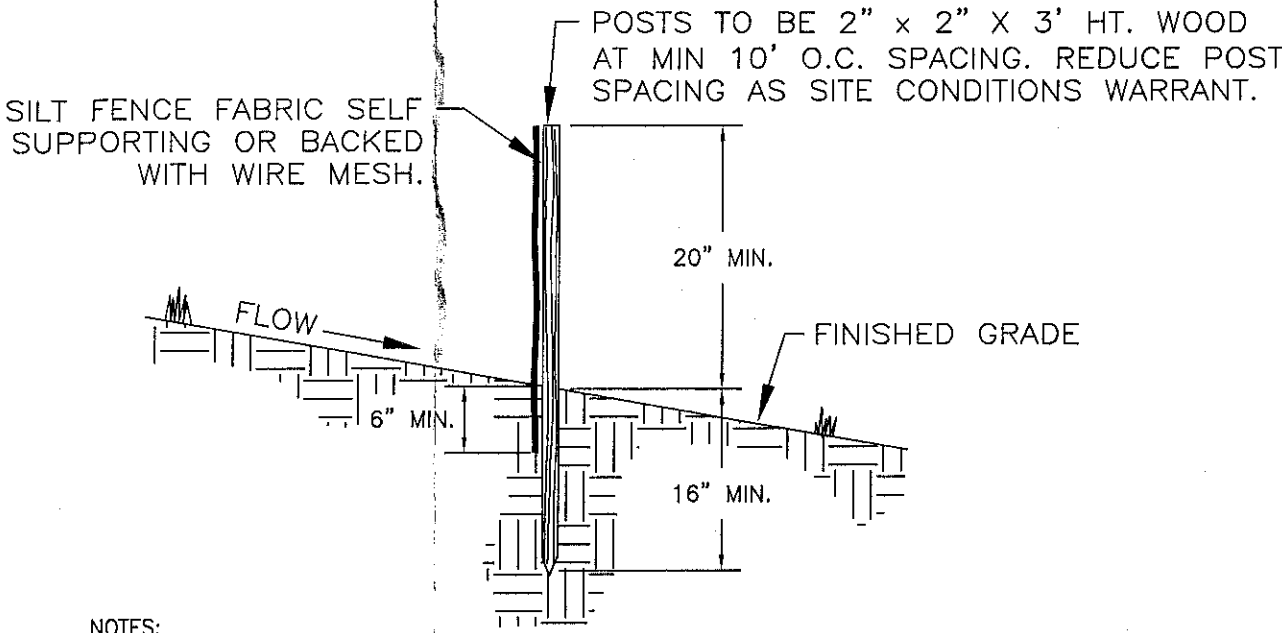 POSTS TO BE 2" x 2" X 3' HT. WOOD
AT MIN 10' O.C. SPACING. REDUCE POST
SPACING AS SITE CONDITIONS WARRANT.
SILT FENCE FABRIC SELF
SUPPORTING OR BACKED
WITH WIRE MESH.
20" MIN.
FLOW
FINISHED GRADE
6" MIN.
16" MIN.
NOTES: